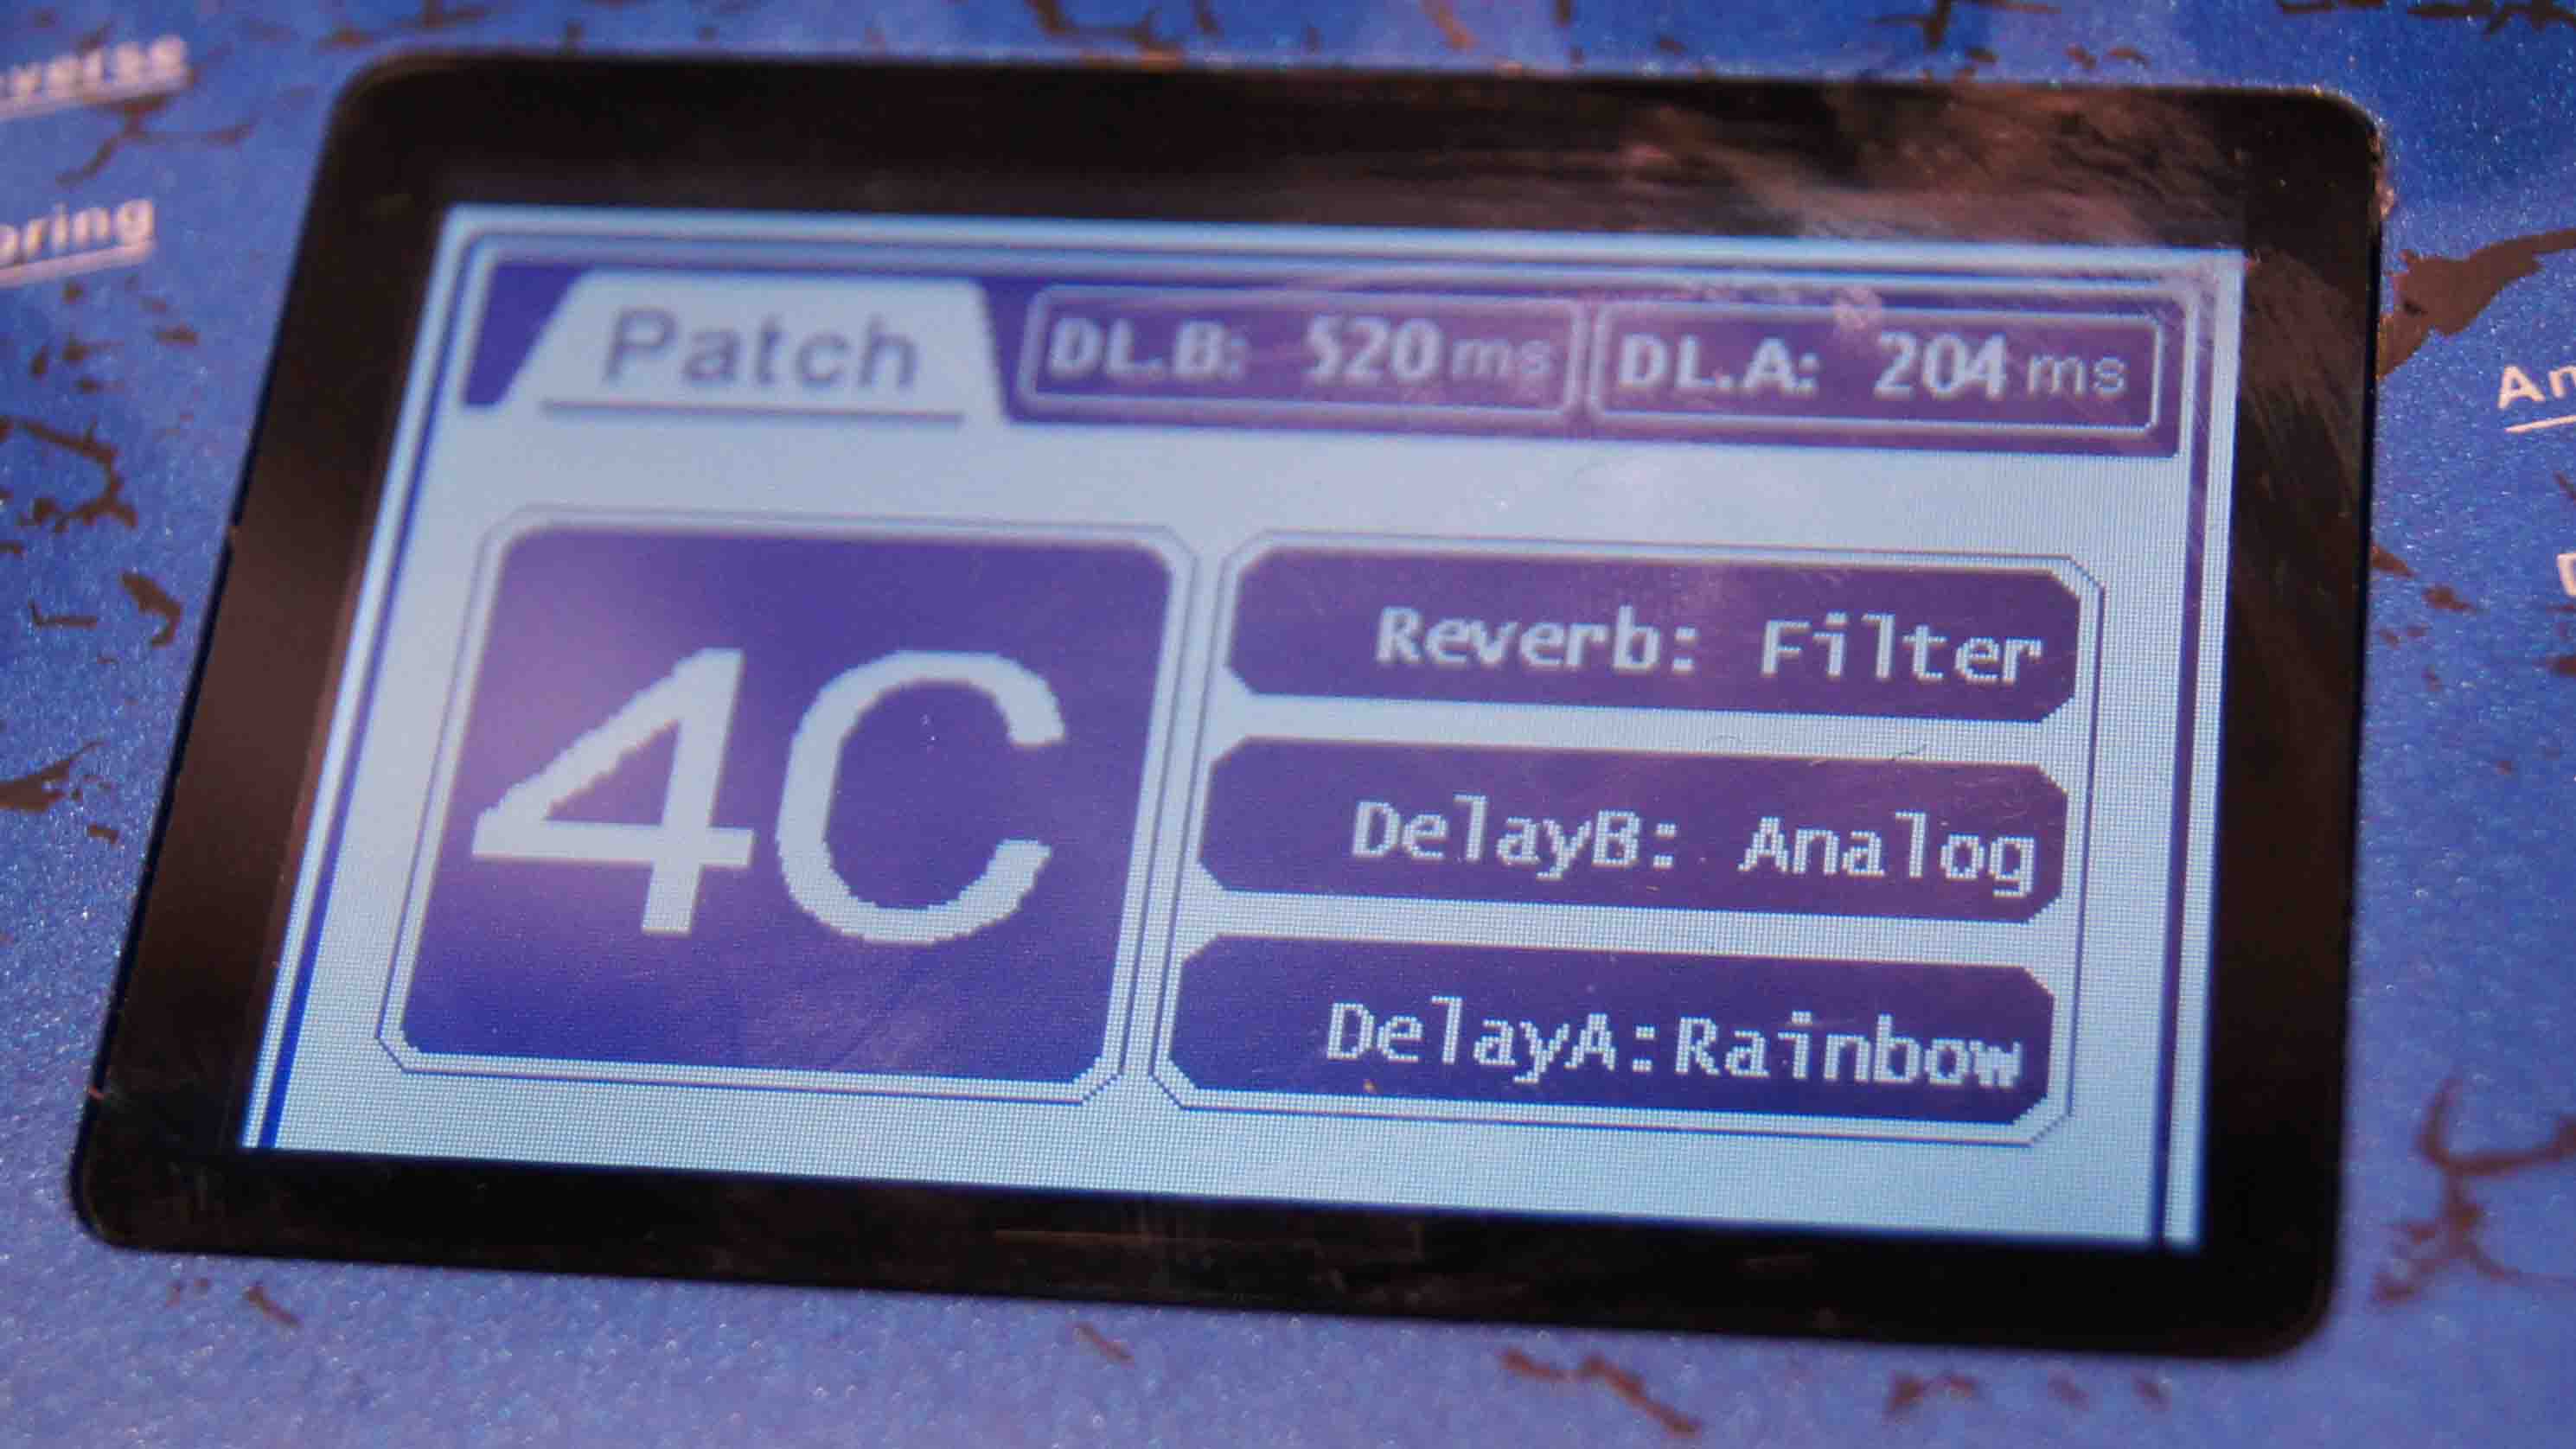 Patch DL.B: 520ms DL.A: 204ms
4C
Reverb: Filter
DelayB: Analog
DelayA:Rainbow